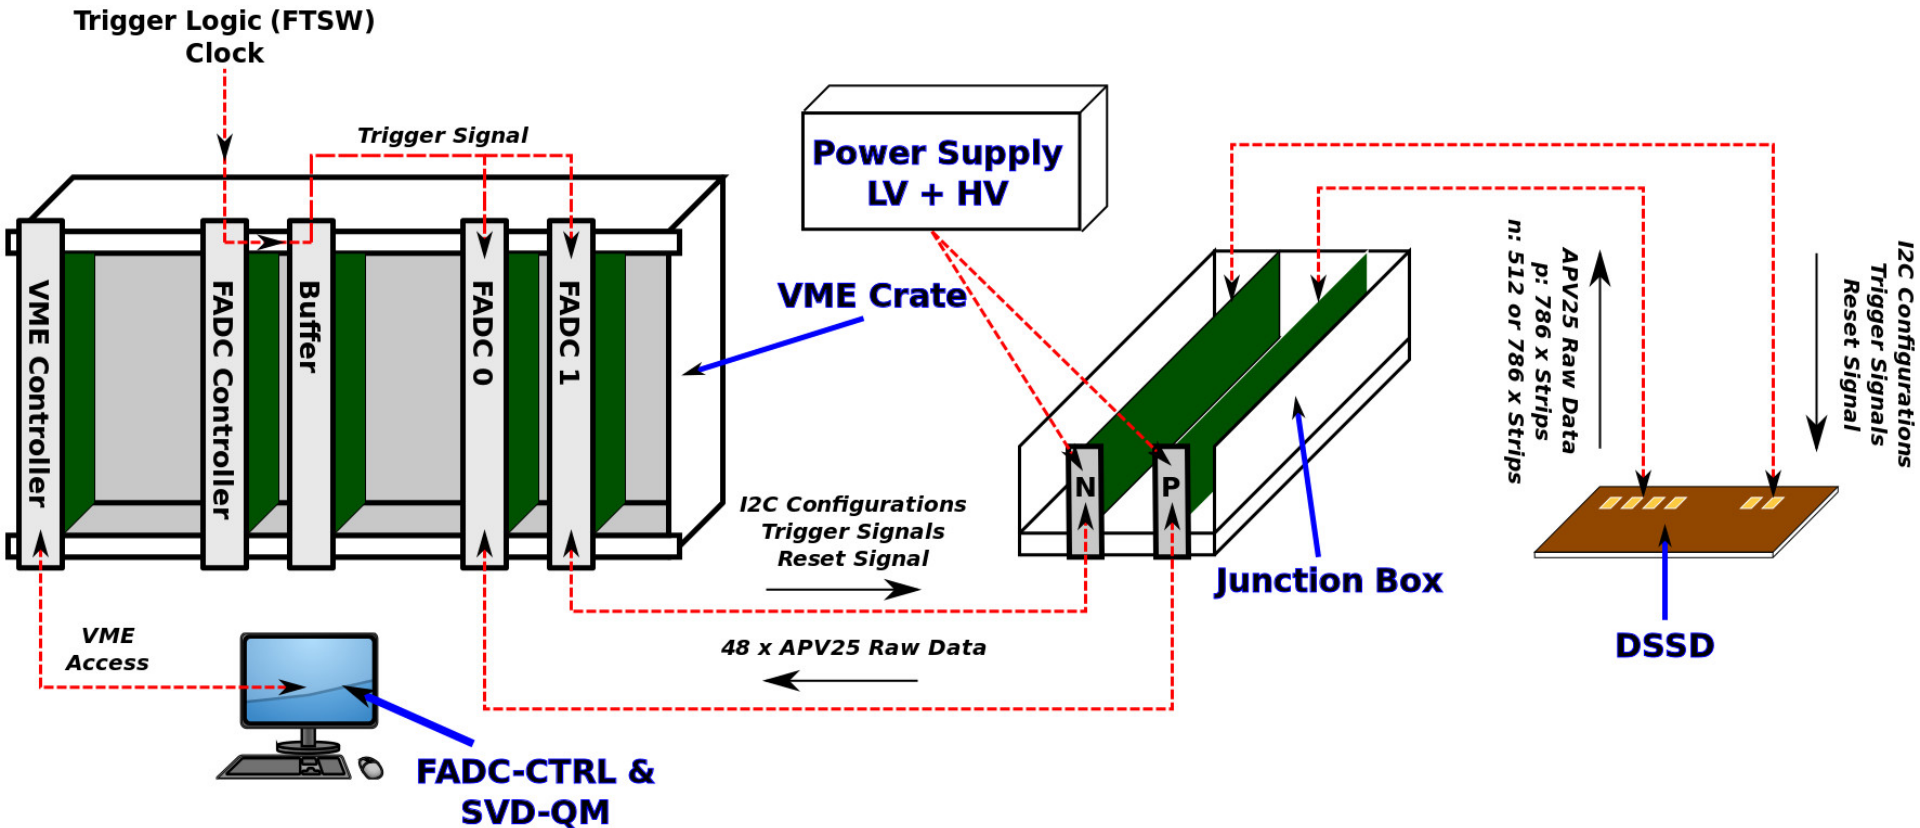 Trigger Logic (FTSW)
Clock
Trigger Signal
Power Supply
LV + HV
VME Crate
VME Controller
FADC Controller
Buffer
FADC 0
FADC 1
I2C Configurations
Trigger Signals
Reset Signal
48 x APV25 Raw Data
N
P
Junction Box
APV25 Raw Data
p: 786 x Strips
n: 512 or 786 x Strips
I2C Configurations
Trigger Signals
Reset Signal
DSSD
VME
Access
FADC-CTRL &
SVD-QM